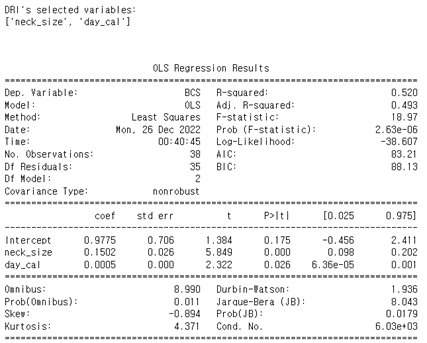 DRI's selected variables:
['neck_size', 'day_cal']
OLS Regression Results
==============================================================================
Dep. Variable: BCS R-squared: 0.520
Model: OLS Adj. R-squared: 0.493
Method: Least Squares F-statistic: 18.97
Date: Mon, 26 Dec 2022 Prob (F-statistic): 2.63e-06
Time: 00:40:45 Log-Likelihood: -38.607
No. Observations: 38 AIC: 83.21
Df Residuals: 35 BIC: 88.13
Df Model: 2
Covariance Type: nonrobust
==============================================================================
coef std err t P>|t| [0.025 0.975]
------------------------------------------------------------------------------
Intercept 0.9775 0.706 1.384 0.175 -0.456 2.411
neck_size 0.1502 0.026 5.849 0.000 0.098 0.202
day_cal 0.0005 0.000 2.322 0.026 6.36e-05 0.001
==============================================================================
Omnibus: 8.990 Durbin-Watson: 1.936
Prob(Omnibus): 0.011 Jarque-Bera (JB): 8.043
Skew: -0.894 Prob(JB): 0.0179
Kurtosis: 4.371 Cond. No. 6.03e+03
==============================================================================